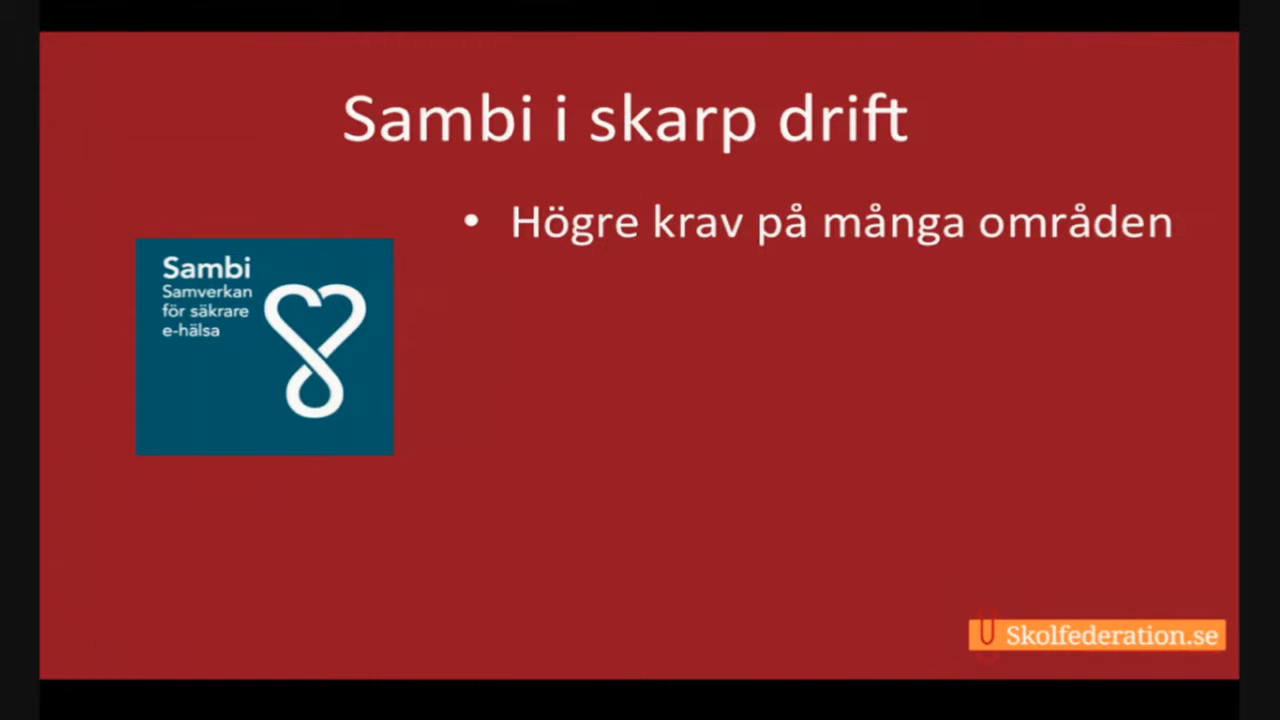 Sambi i skarp drift
• Högre krav på många områden
Sambi
Samverkan
för säkrare
e-hälsa
Skolfederation.se